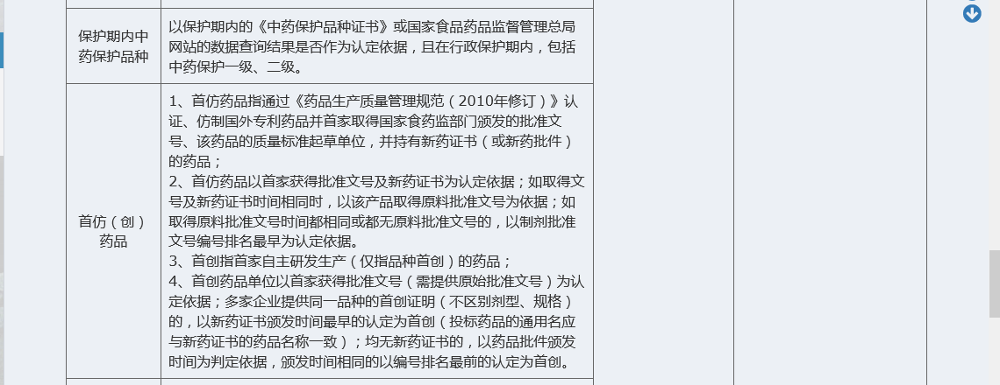 保护期内中
药保护品种
以保护期内的《中药保护品种证书》或国家食品药品监督管理总局
网站的数据查询结果是否作为认定依据，且在行政保护期内，包括
中药保护一级、二级。
首仿（创）
药品
1、首仿药品指通过《药品生产质量管理规范（2010年修订）》认
证、仿制国外专利药品并首家取得国家食药监部门颁发的批准文
号、该药品的质量标准起草单位，并持有新药证书（或新药批件）
的药品；
2、首仿药品以首家获得批准文号及新药证书为认定依据；如取得文
号及新药证书时间相同时，以该产品取得原料批准文号为依据；如
取得原料批准文号时间都相同或都无原料批准文号的，以制剂批准
文号编号排名最早为认定依据。
3、首创指首家自主研发生产（仅指品种首创）的药品；
4、首创药品单位以首家获得批准文号（需提供原始批准文号）为认
定依据；多家企业提供同一品种的首创证明（不区别剂型、规格）
的，以新药证书颁发时间最早的认定为首创（投标药品的通用名应
与新药证书的药品名称一致）；均无新药证书的，以药品批件颁发
时间为判定依据，颁发时间相同的以编号排名最前的认定为首创。